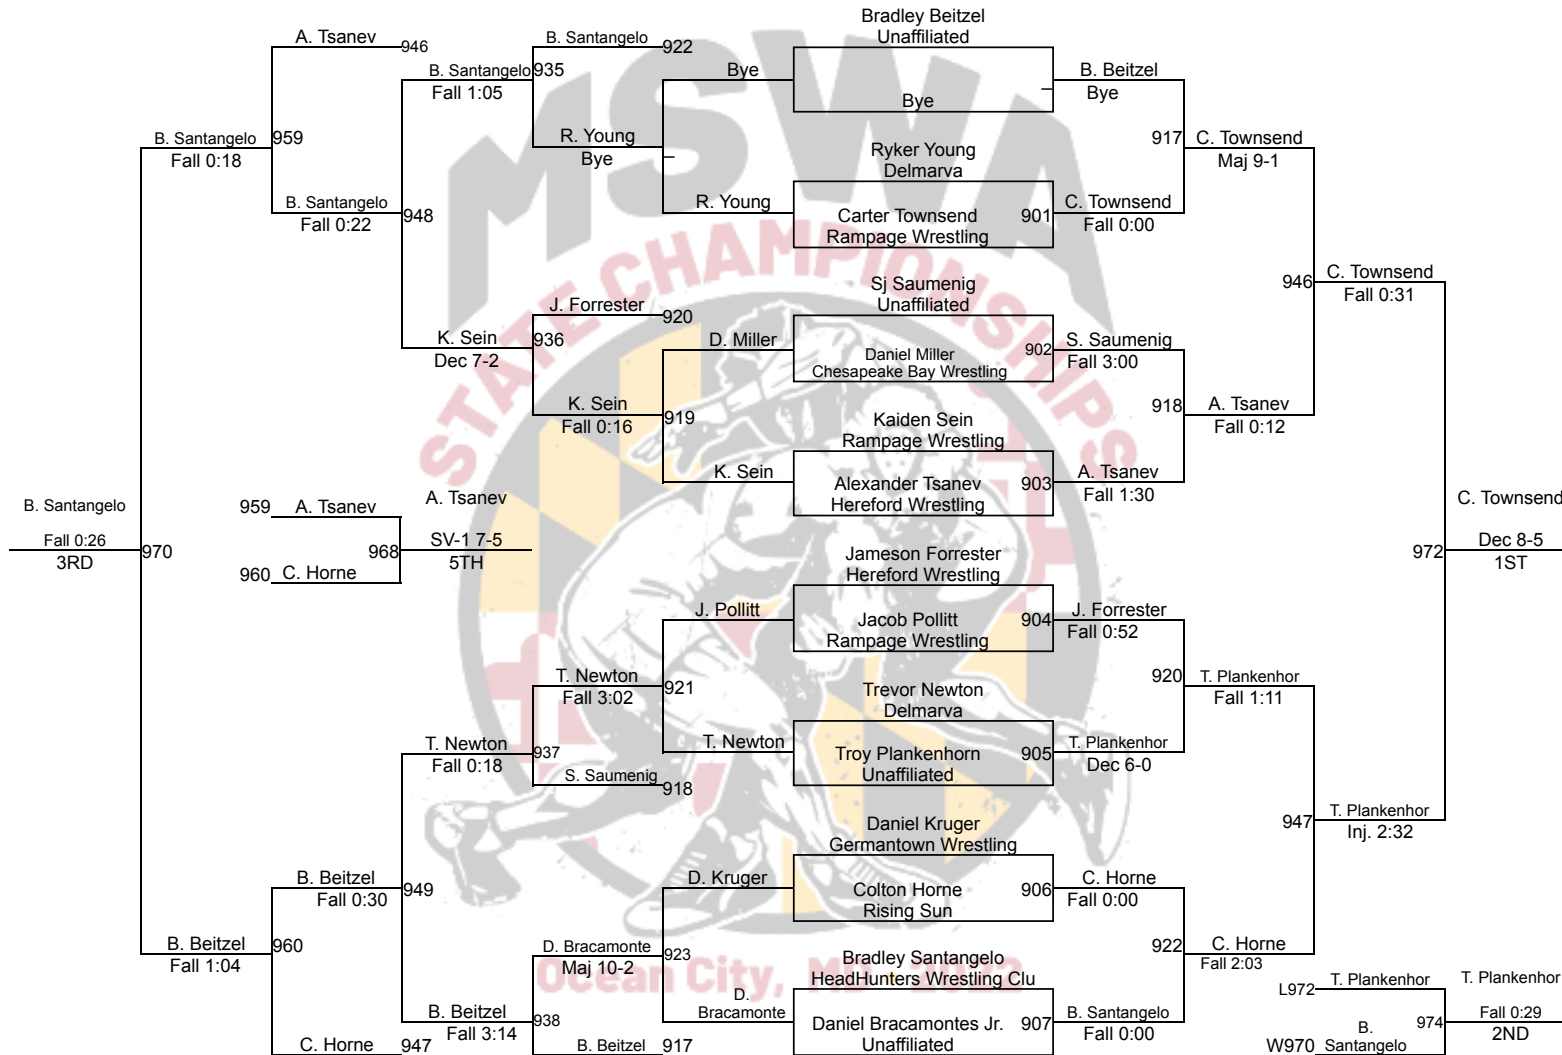 Bradley Beitzel
Unaffiliated
A. Tsanev
946
B. Santangelo
922
B. Santangelo
935
Fall 1:05
Bye
B. Beitzel
Bye
Bye
R. Young
Bye
B. Santangelo
959
Fall 0:18
917
C. Townsend
Maj 9-1
Ryker Young
Delmarva
B. Santangelo
948
Fall 0:22
R. Young
Carter Townsend
901
Rampage Wrestling
C. Townsend
Fall 0:00
MSWA
STATE CHAMPIONSHIPS
946
C. Townsend
Fall 0:31
Sj Saumenig
Unaffiliated
J. Forrester
920
K. Sein
936
Dec 7-2
D. Miller
Daniel Miller
902
Chesapeake Bay Wrestling
S. Saumenig
Fall 3:00
K. Sein
919
Fall 0:16
918
A. Tsanev
Fall 0:12
Kaiden Sein
Rampage Wrestling
K. Sein
Alexander Tsanev
903
Hereford Wrestling
A. Tsanev
Fall 1:30
B. Santangelo
Fall 0:26
3RD
970
959
A. Tsanev
A. Tsanev
968
SV-1 7-5
5TH
960
C. Horne
C. Townsend
972
Dec 8-5
1ST
Jameson Forrester
Hereford Wrestling
J. Pollitt
Jacob Pollitt
904
Rampage Wrestling
J. Forrester
Fall 0:52
T. Newton
921
Fall 3:02
920
T. Plankenhor
Fall 1:11
Trevor Newton
Delmarva
T. Newton
937
Fall 0:18
T. Newton
Troy Plankenhorn
905
Unaffiliated
T. Plankenhor
Dec 6-0
S. Saumenig
918
947
T. Plankenhor
Inj. 2:32
Daniel Kruger
Germantown Wrestling
B. Beitzel
949
Fall 0:30
D. Kruger
Colton Horne
906
Rising Sun
C. Horne
Fall 0:00
B. Beitzel
960
Fall 1:04
D. Bracamonte
923
Maj 10-2
922
C. Horne
Fall 2:03
Bradley Santangelo
HeadHunters Wrestling Clu
Ocean City, MD - 2022
B. Beitzel
938
Fall 3:14
D.
Bracamonte
Daniel Bracamontes Jr.
907
Unaffiliated
B. Santangelo
Fall 0:00
L972
T. Plankenhor
T. Plankenhor
974
Fall 0:29
2ND
C. Horne
947
B. Beitzel
917
W970
B.
Santangelo